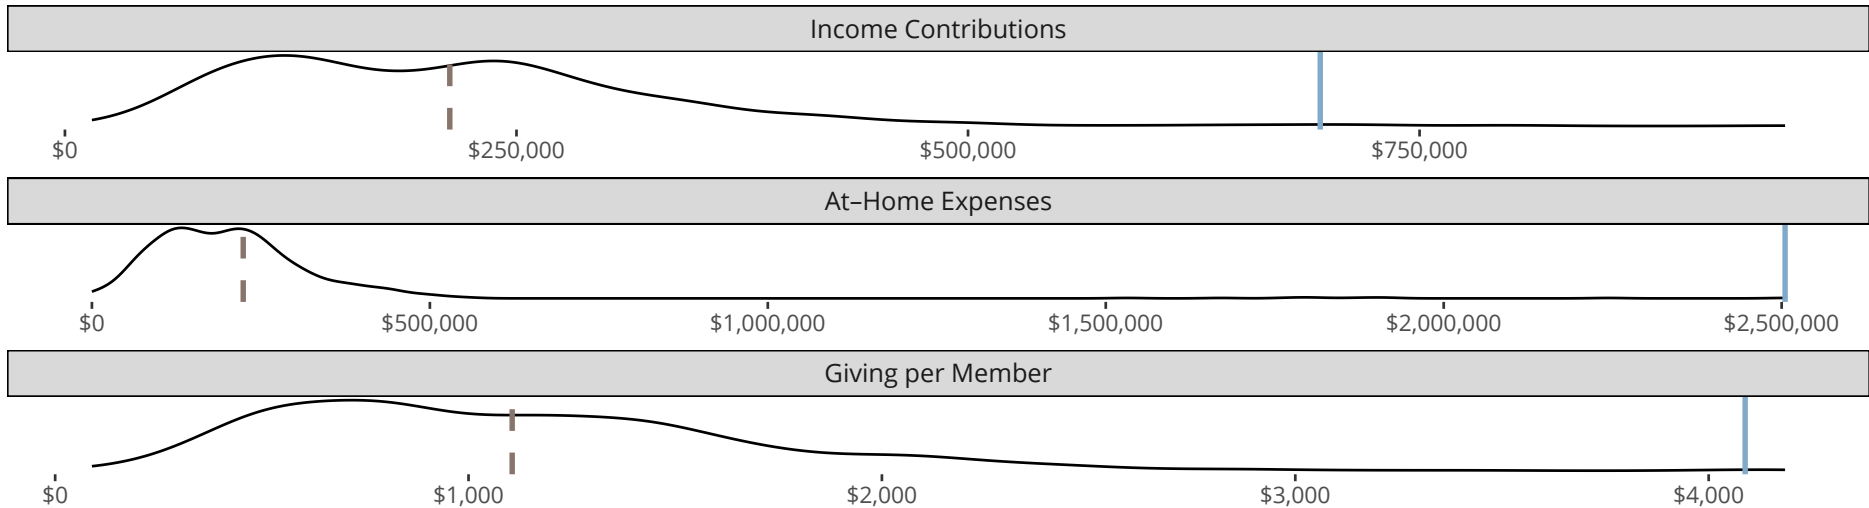 Income Contributions
$0 $250,000 $500,000 $750,000
At–Home Expenses
$0 $500,000 $1,000,000 $1,500,000 $2,000,000 $2,500,000
Giving per Member
$0 $1,000 $2,000 $3,000 $4,000